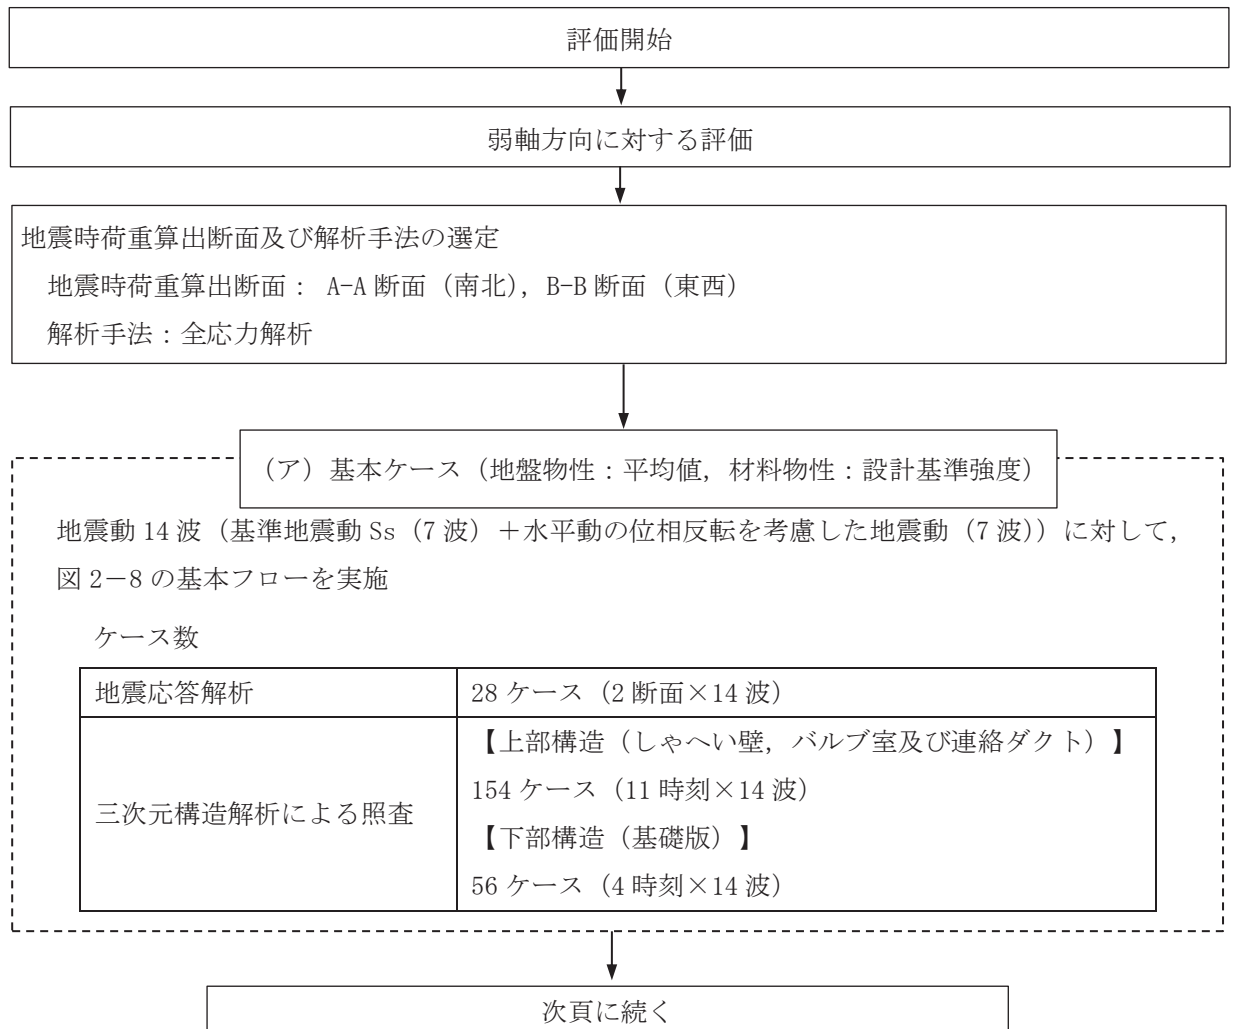 評価開始
弱軸方向に対する評価
地震時荷重算出断面及び解析手法の選定
地震時荷重算出断面： A-A 断面（南北），B-B 断面（東西）
解析手法：全応力解析
（ア）基本ケース（地盤物性：平均値，材料物性：設計基準強度）
地震動 14 波（基準地震動 Ss（7 波）＋水平動の位相反転を考慮した地震動（7 波））に対して，
図 2－8 の基本フローを実施
ケース数
地震応答解析
28 ケース（2 断面×14 波）
三次元構造解析による照査
【上部構造（しゃへい壁，バルブ室及び連絡ダクト）】
154 ケース（11 時刻×14 波）
【下部構造（基礎版）】
56 ケース（4 時刻×14 波）
次頁に続く